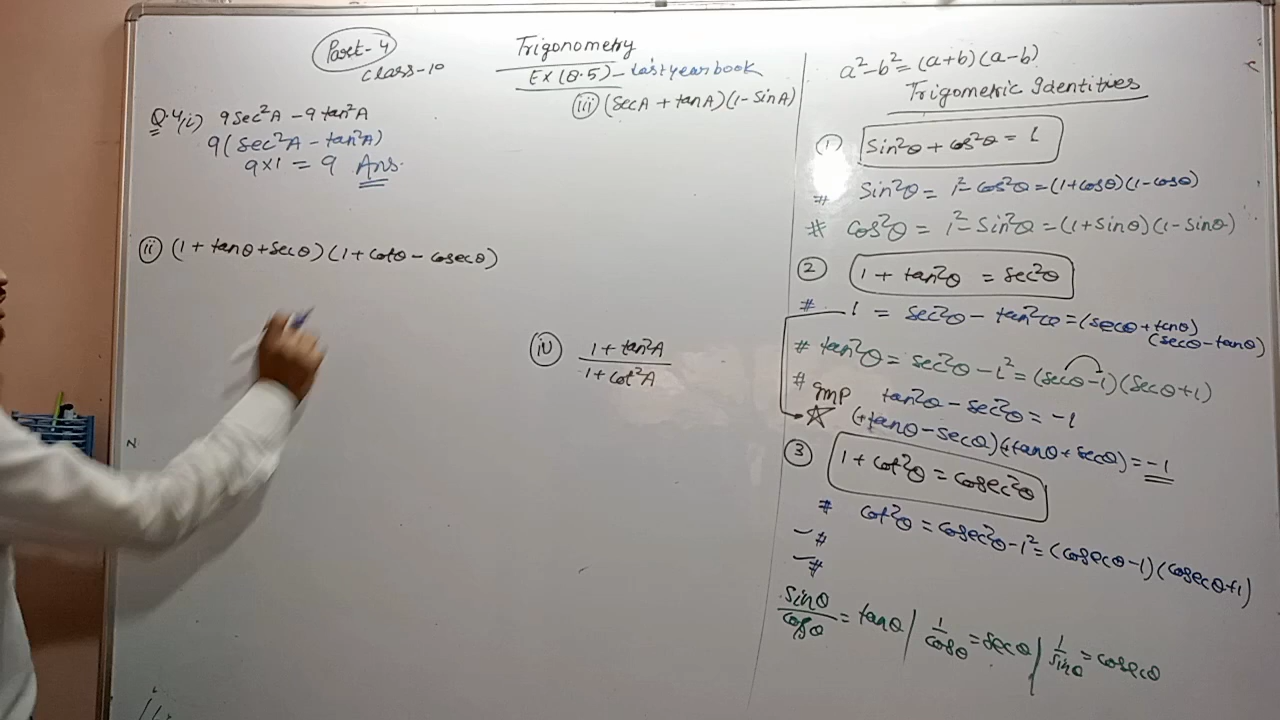 Part-4
Class-10
Trigonometry
Ex (8.5) - Last year book
Q.4(i) 9 sec²A - 9 tan²A
9(sec²A - tan²A)
9×1 = 9 Ans.
(ii) (1 + tanθ + secθ)(1 + cotθ - cosecθ)
(iii) (secA + tanA)(1 - sinA)
(iv) 1 + tan²A / 1 + cot²A
a² - b² = (a+b)(a-b)
Trigometric Identities
(1) Sin²θ + cos²θ = 1
# Sin²θ = 1² - cos²θ = (1+cosθ)(1-cosθ)
# Cos²θ = 1² - Sin²θ = (1+sinθ)(1-sinθ)
(2) 1 + tan²θ = sec²θ
# 1 = sec²θ - tan²θ = (secθ + tanθ)
(secθ - tanθ)
# tan²θ = sec²θ - 1² = (secθ - 1)(secθ + 1)
# Imp tan²θ - sec²θ = -1
☆ (+tanθ - secθ)(+tanθ + secθ) = -1
(3) 1 + cot²θ = cosec²θ
# cot²θ = cosec²θ - 1² = (cosecθ - 1)(cosecθ + 1)
- #
- #
sinθ / cosθ = tanθ / 1/cosθ = secθ / 1/sinθ = cosecθ